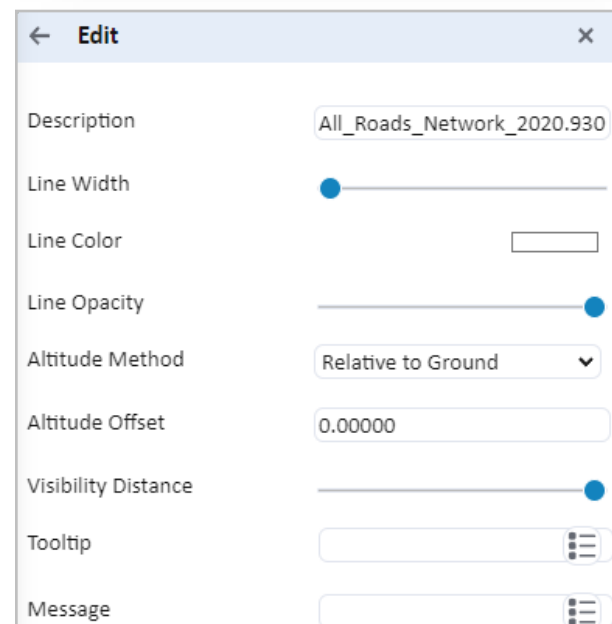 ← Edit ×
Description All_Roads_Network_2020.930
Line Width
Line Color
Line Opacity
Altitude Method Relative to Ground
Altitude Offset 0.00000
Visibility Distance
Tooltip
Message